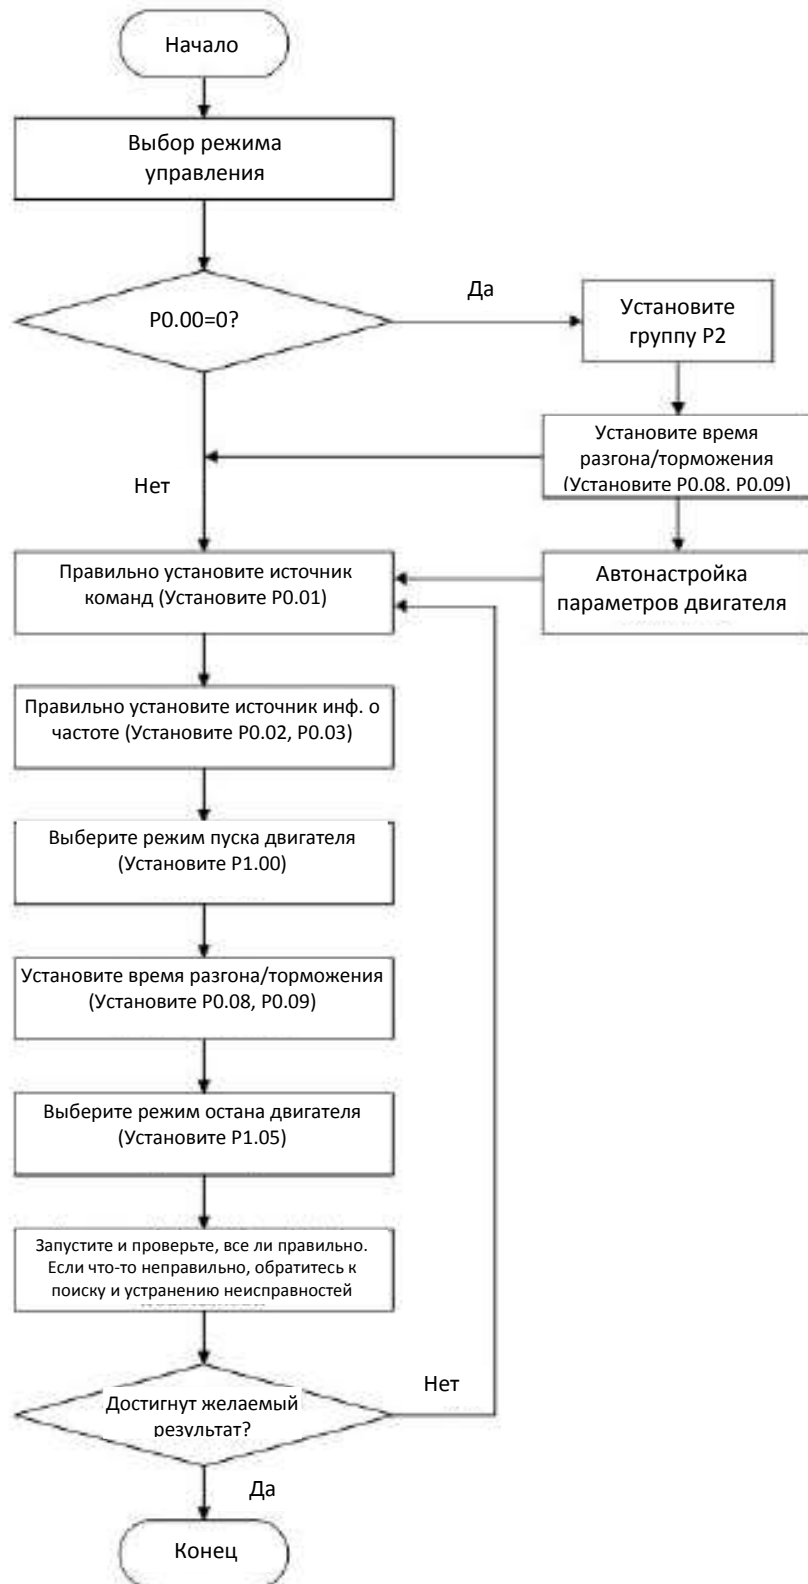 Начало
Выбор режима
управления
P0.00=0?
Да
Установите
группу P2
Установите время
разгона/торможения
(Установите P0.08. P0.09)
Нет
Правильно установите источник
команд (Установите P0.01)
Автонастройка
параметров двигателя
Правильно установите источник инф. о
частоте (Установите P0.02, P0.03)
Выберите режим пуска двигателя
(Установите P1.00)
Установите время разгона/торможения
(Установите P0.08, P0.09)
Выберите режим остана двигателя
(Установите P1.05)
Запустите и проверьте, все ли правильно.
Если что-то неправильно, обратитесь к
поиску и устранению неисправностей
Достигнут желаемый
результат?
Нет
Да
Конец